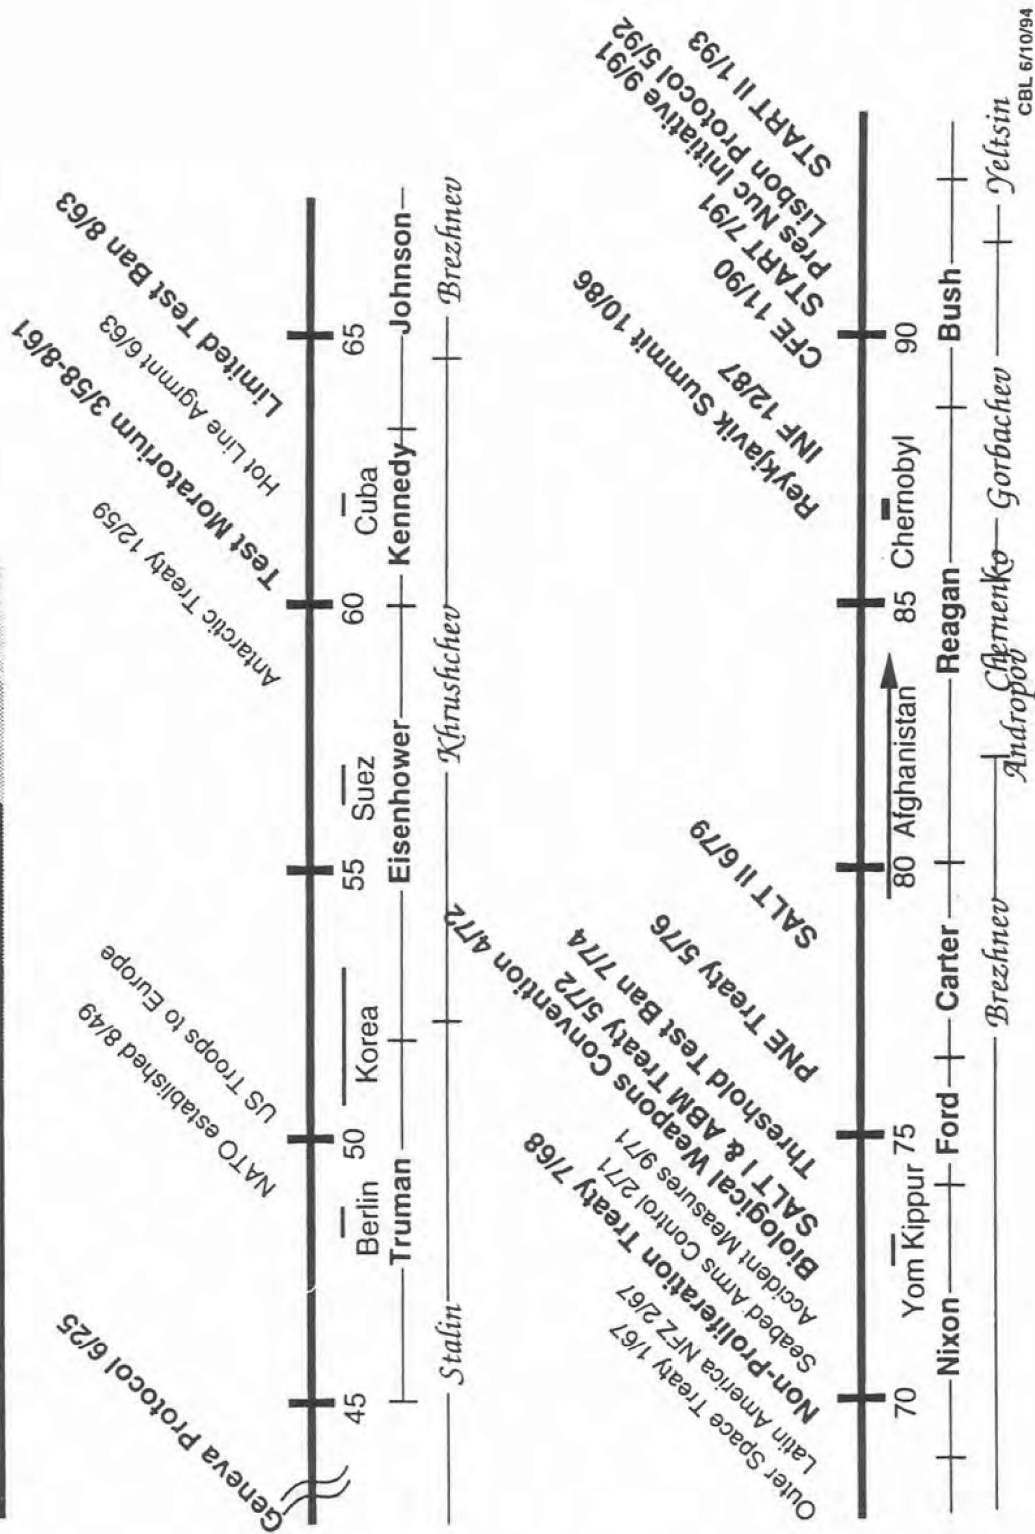 Geneva Protocol 6/25
NATO established 8/49
US Troops to Europe
Antarctic Treaty 12/59
Test Moratorium 3/58-8/61
Hot Line Agrmnt 6/63
Limited Test Ban 8/63
45
50
55
60
65
Berlin
Korea
Suez
Cuba
Truman
Eisenhower
Kennedy
Johnson
Stalin
Khrushchev
Brezhnev
Outer Space Treaty 1/67
Latin America NFZ 2/67
Non-Proliferation Treaty 7/68
Seabed Arms Control 2/71
Accident Measures 9/71
Biological Weapons Convention 4/72
SALT I & ABM Treaty 5/72
Threshold Test Ban 7/74
PNE Treaty 5/76
SALT II 6/79
Reykjavik Summit 10/86
INF 12/87
CFE 11/90
START 7/91
Pres Nuc Initiative 9/91
Lisbon Protocol 5/92
START II 1/93
70
75
80
85
90
Yom Kippur
Afghanistan
Chernobyl
Nixon
Ford
Carter
Reagan
Bush
Brezhnev
Andropov
Chernenko
Gorbachev
Yeltsin
CBL 6/10/94